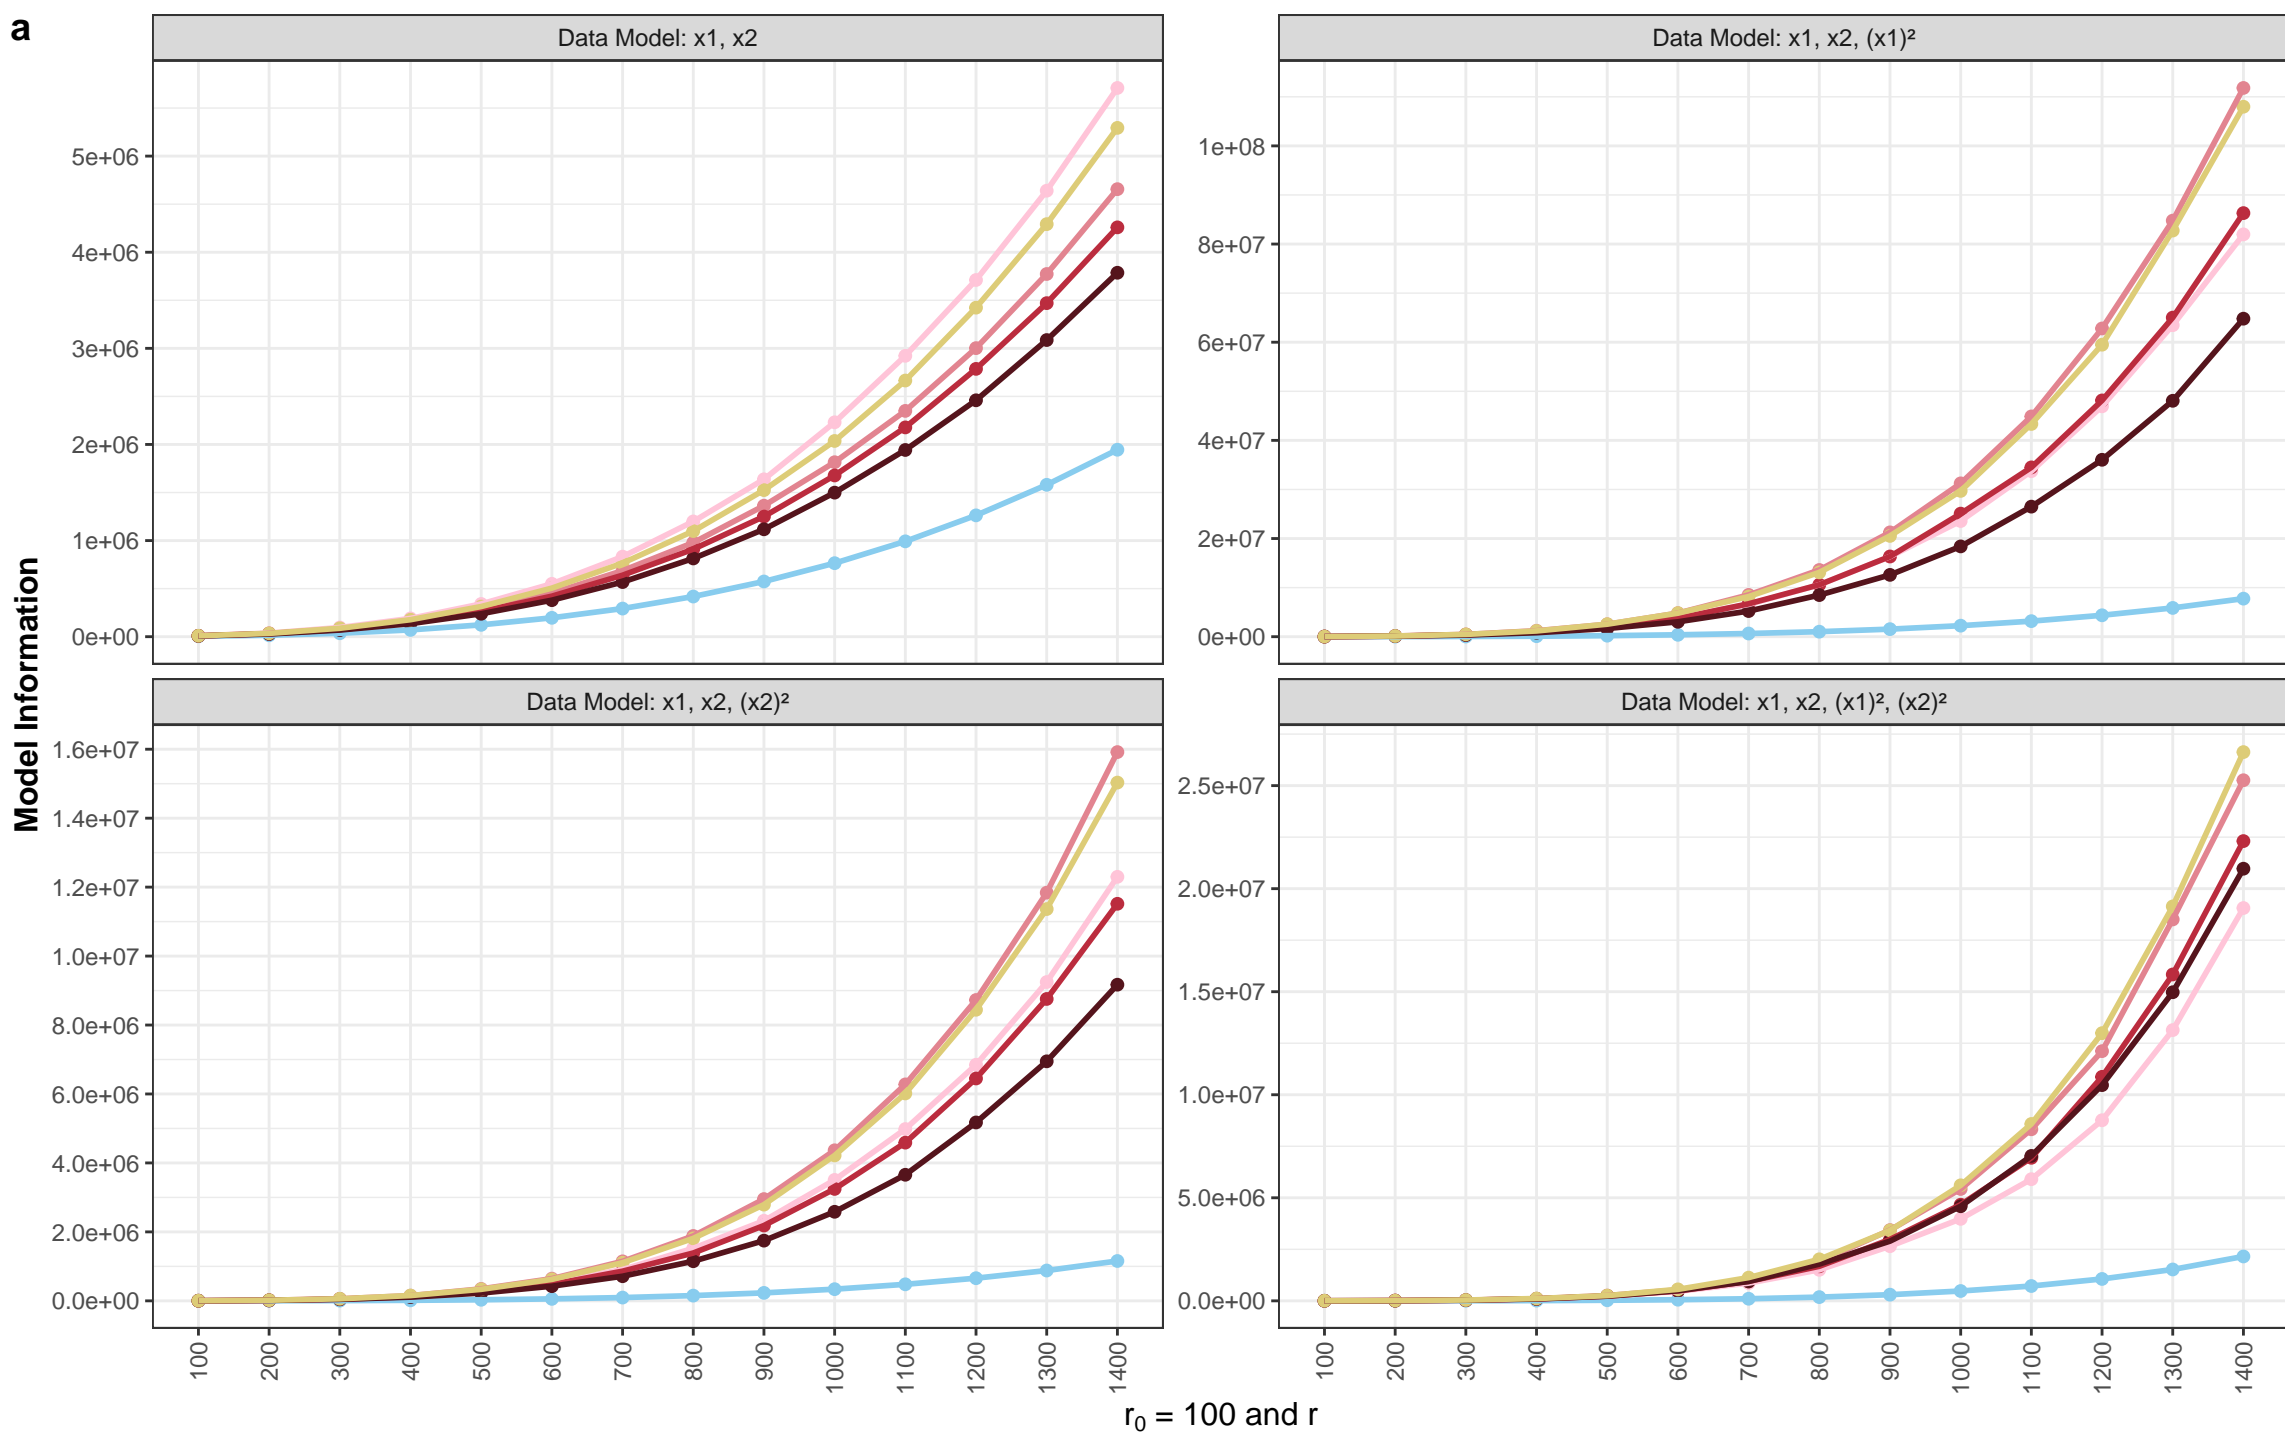 a
Data Model: x1, x2
Data Model: x1, x2, (x1)²
5e+06
4e+06
3e+06
2e+06
1e+06
0e+00
1e+08
8e+07
6e+07
4e+07
2e+07
0e+00
Model Information
Data Model: x1, x2, (x2)²
Data Model: x1, x2, (x1)², (x2)²
1.6e+07
1.4e+07
1.2e+07
1.0e+07
8.0e+06
6.0e+06
4.0e+06
2.0e+06
0.0e+00
2.5e+07
2.0e+07
1.5e+07
1.0e+07
5.0e+06
0.0e+00
100 200 300 400 500 600 700 800 900 1000 1100 1200 1300 1400
100 200 300 400 500 600 700 800 900 1000 1100 1200 1300 1400
r₀ = 100 and r